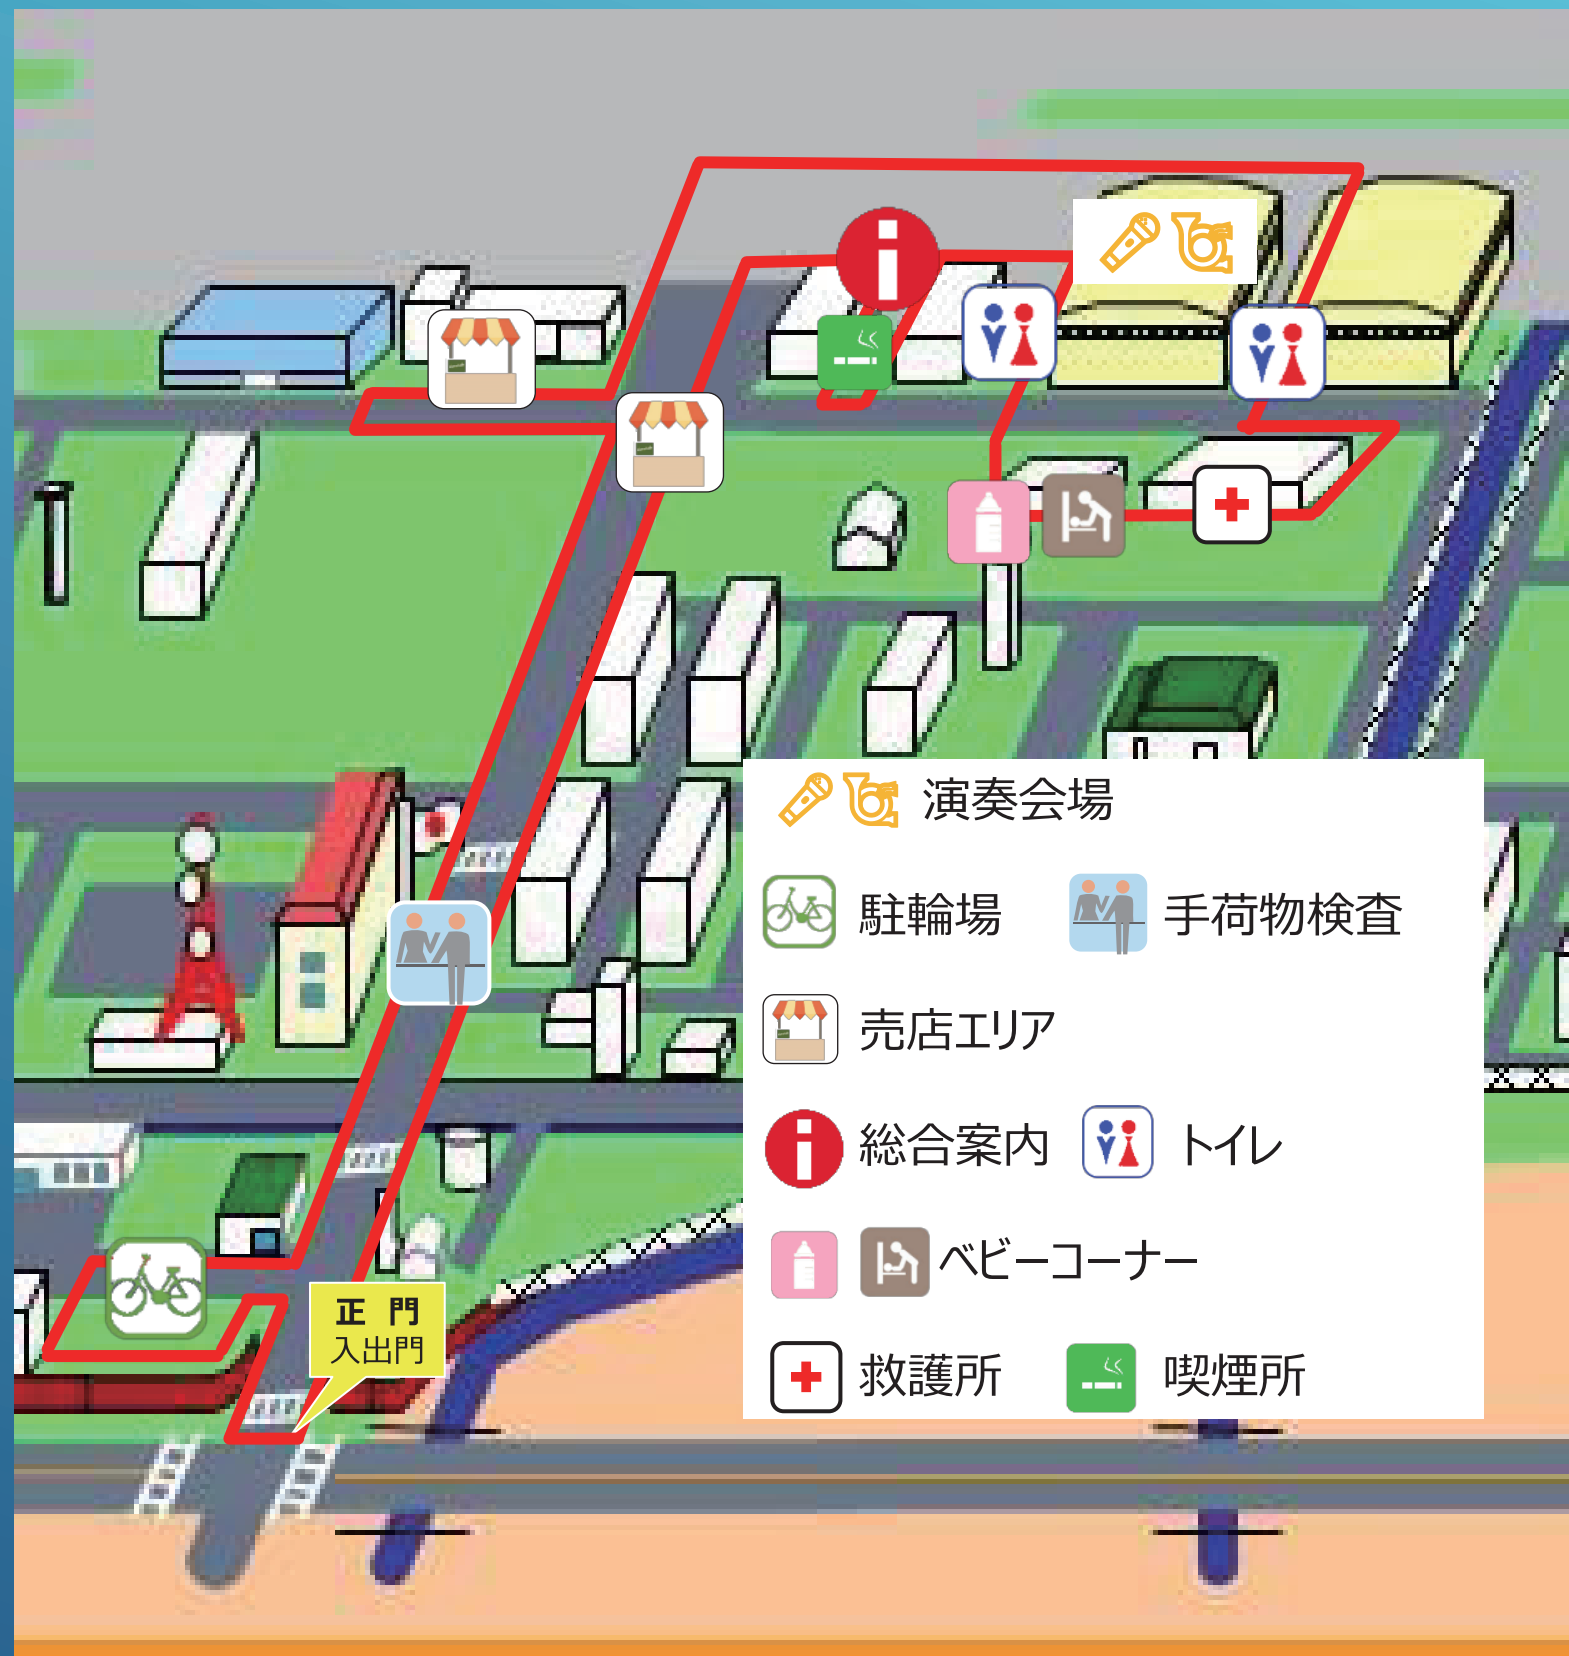 演奏会場
駐輪場 手荷物検査
売店エリア
総合案内 トイレ
ベビーコーナー
正 門
入出門
救護所 喫煙所